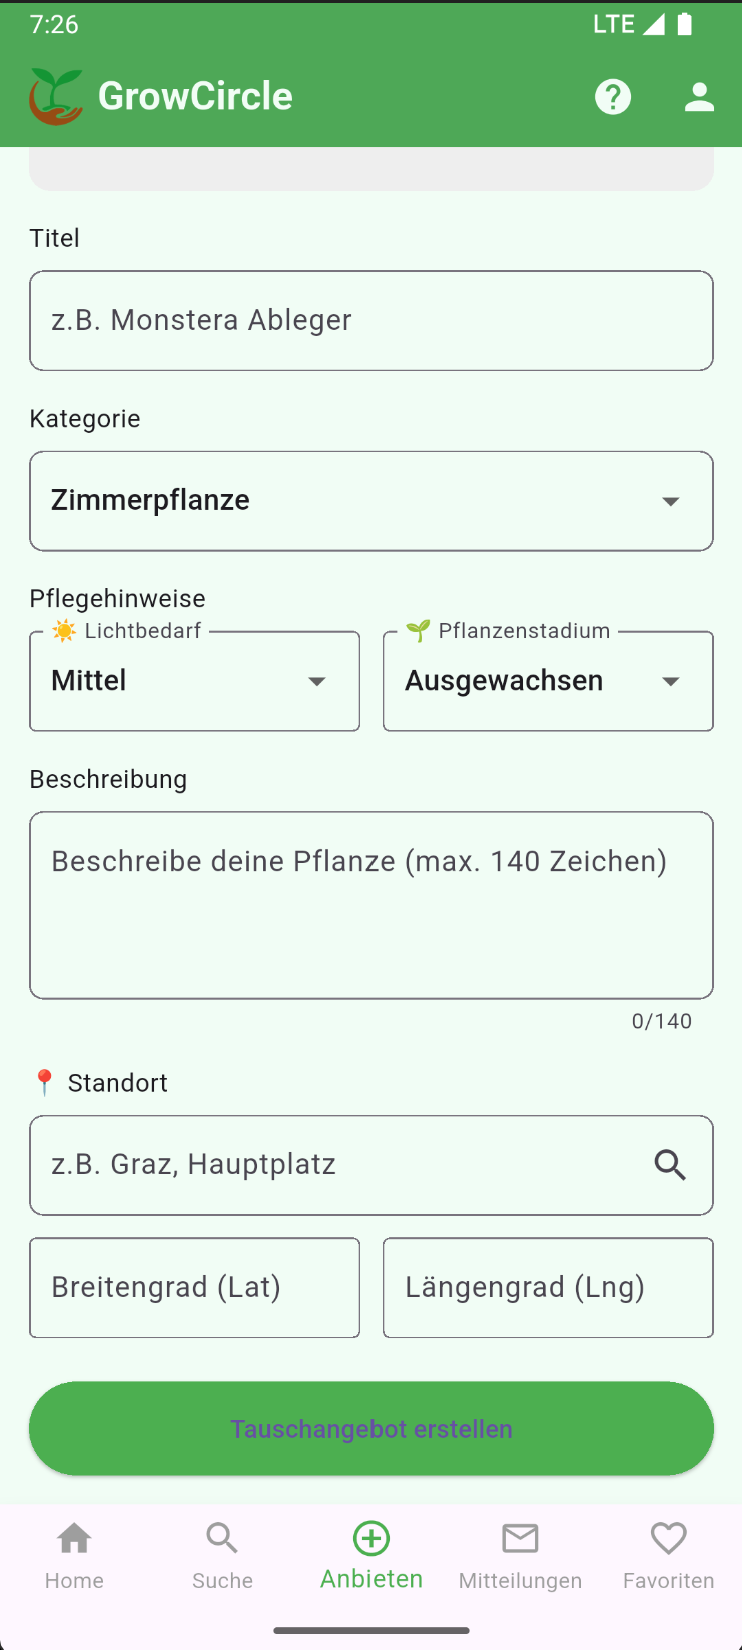 7:26 LTE
GrowCircle
Titel
z.B. Monstera Ableger
Kategorie
Zimmerpflanze
Pflegehinweise
☀️ Lichtbedarf 🌱 Pflanzenstadium
Mittel Ausgewachsen
Beschreibung
Beschreibe deine Pflanze (max. 140 Zeichen)
0/140
📍 Standort
z.B. Graz, Hauptplatz
Breitengrad (Lat) Längengrad (Lng)
Tauschangebot erstellen
Home Suche Anbieten Mitteilungen Favoriten